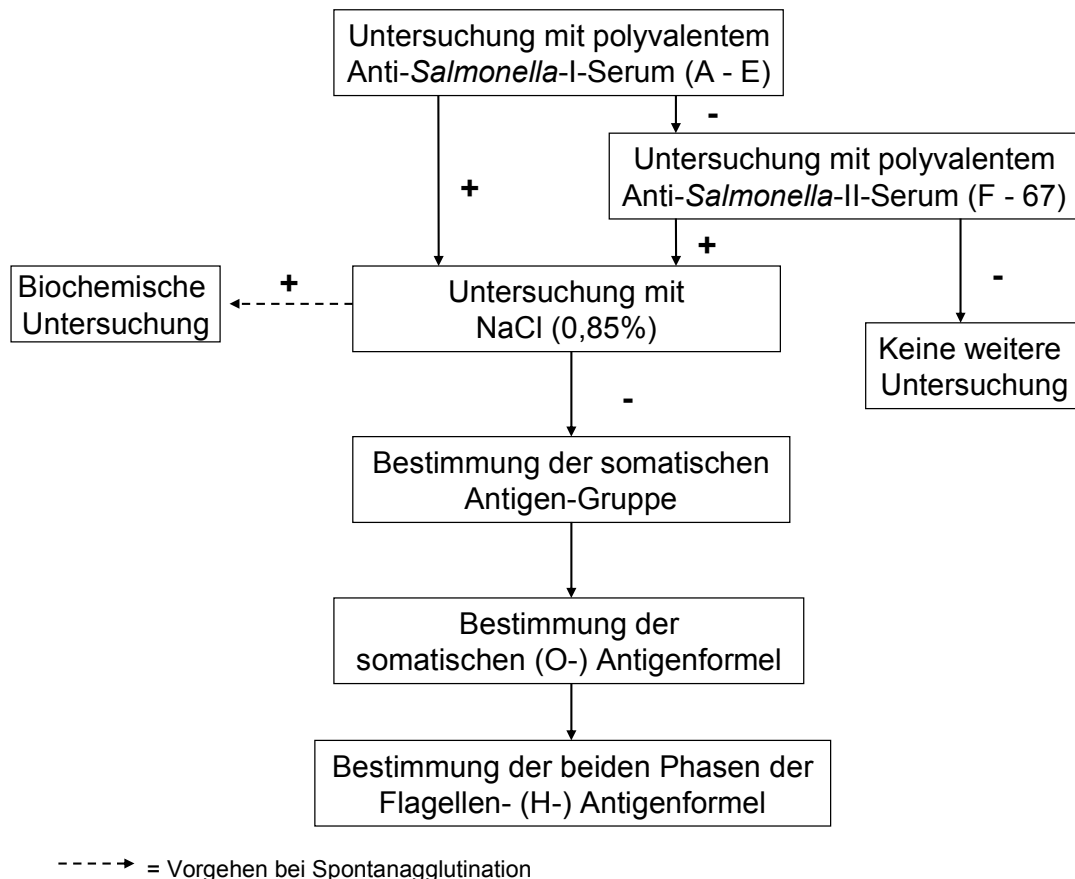 Untersuchung mit polyvalentem
Anti-Salmonella-I-Serum (A - E)
-
Untersuchung mit polyvalentem
Anti-Salmonella-II-Serum (F - 67)
+
+
-
Biochemische
Untersuchung
+
Untersuchung mit
NaCl (0,85%)
Keine weitere
Untersuchung
-
Bestimmung der somatischen
Antigen-Gruppe
Bestimmung der
somatischen (O-) Antigenformel
Bestimmung der beiden Phasen der
Flagellen- (H-) Antigenformel
= Vorgehen bei Spontanagglutination